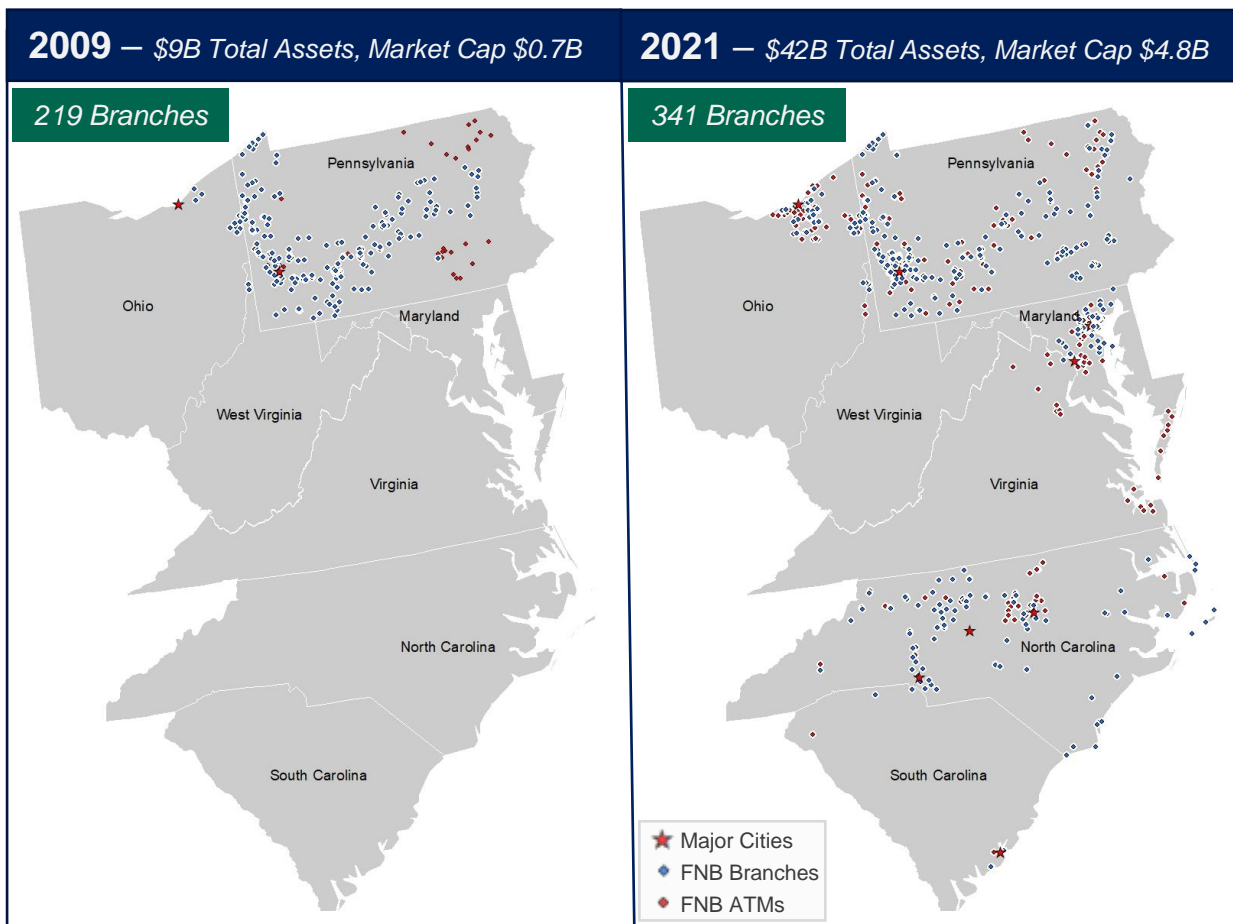 2009 – $9B Total Assets, Market Cap $0.7B
219 Branches
Pennsylvania
Ohio
Maryland
West Virginia
Virginia
North Carolina
South Carolina
2021 – $42B Total Assets, Market Cap $4.8B
341 Branches
Pennsylvania
Ohio
Maryland
West Virginia
Virginia
North Carolina
South Carolina
Major Cities
FNB Branches
FNB ATMs